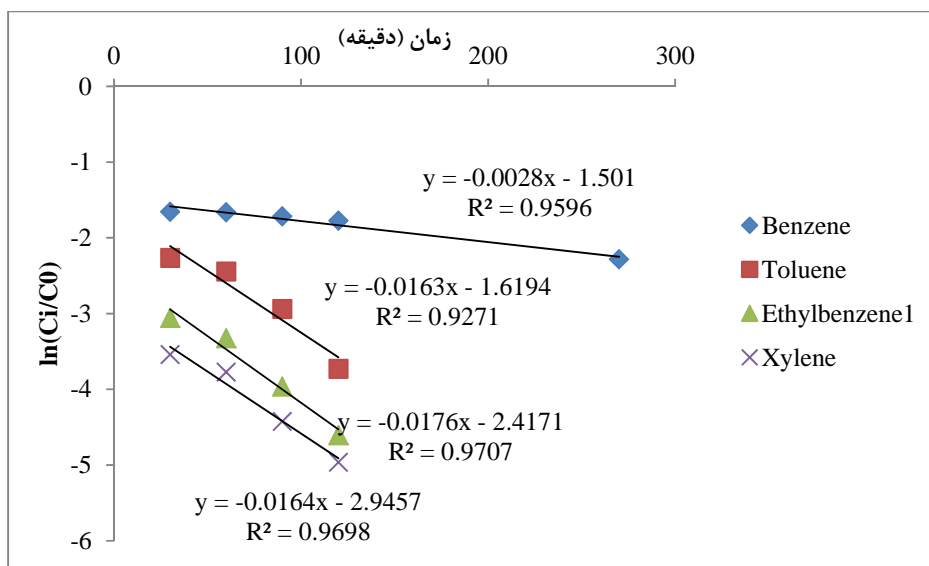 زمان (دقیقه)
0
100
200
300
0
-1
-2
-3
-4
-5
-6
ln(Ci/C0)
y = -0.0028x - 1.501
R² = 0.9596
y = -0.0163x - 1.6194
R² = 0.9271
y = -0.0176x - 2.4171
R² = 0.9707
y = -0.0164x - 2.9457
R² = 0.9698
Benzene
Toluene
Ethylbenzene1
Xylene